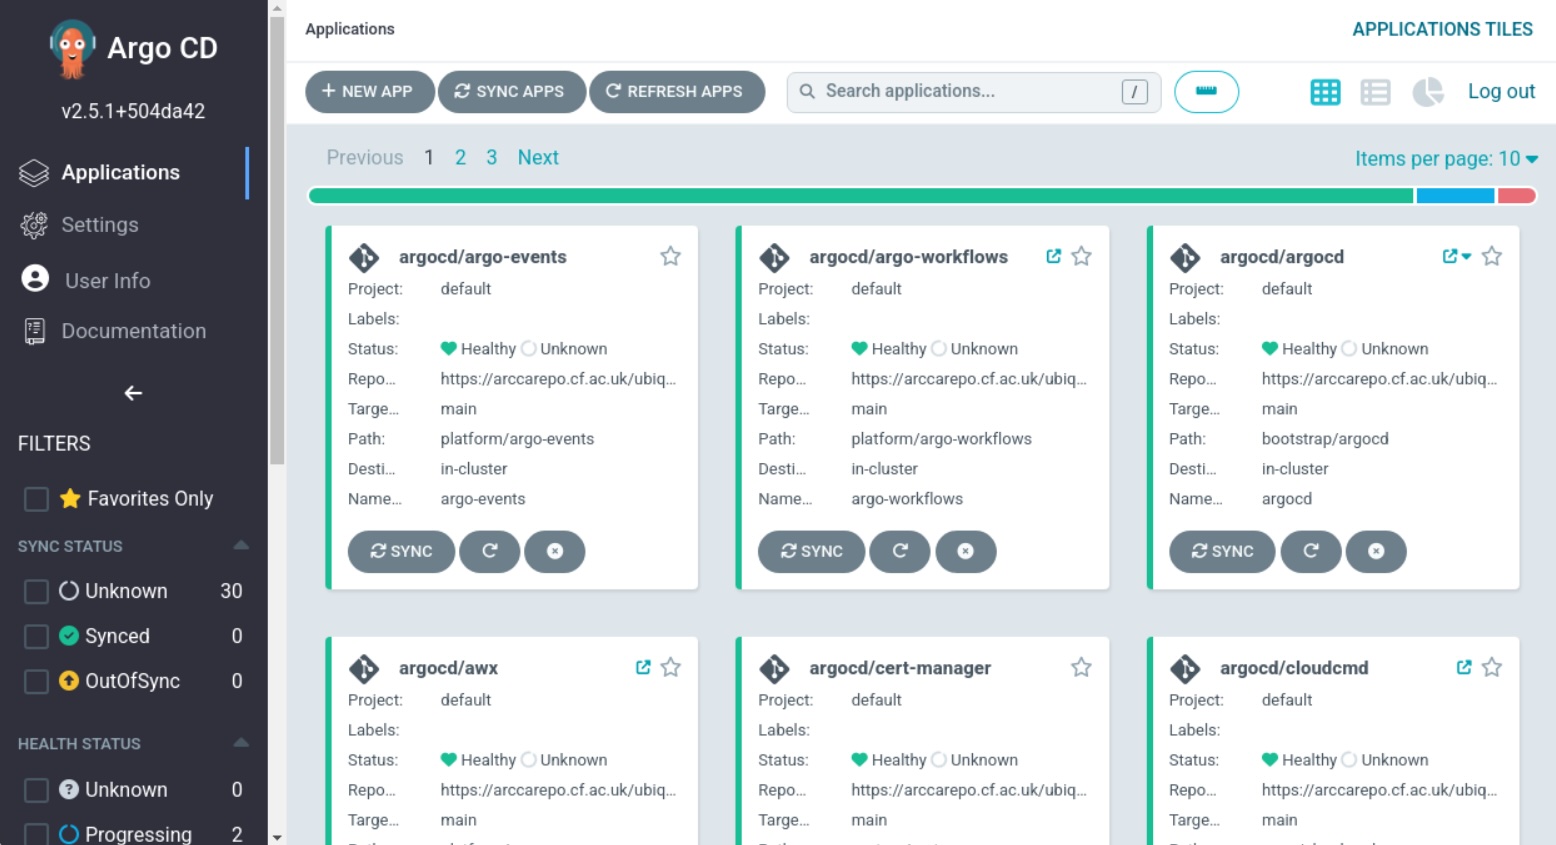 Argo CD
v2.5.1+504da42
Applications
Settings
User Info
Documentation
FILTERS
Favorites Only
SYNC STATUS
Unknown 30
Synced 0
OutOfSync 0
HEALTH STATUS
Unknown 0
Progressing 2
Applications
APPLICATIONS TILES
+ NEW APP
SYNC APPS
REFRESH APPS
Search applications...
/
Log out
Previous 1 2 3 Next
Items per page: 10
argocd/argo-events
Project: default
Labels:
Status: Healthy Unknown
Repo... https://arccarepo.cf.ac.uk/ubiq...
Targe... main
Path: platform/argo-events
Desti... in-cluster
Name... argo-events
SYNC
argocd/argo-workflows
Project: default
Labels:
Status: Healthy Unknown
Repo... https://arccarepo.cf.ac.uk/ubiq...
Targe... main
Path: platform/argo-workflows
Desti... in-cluster
Name... argo-workflows
SYNC
argocd/argocd
Project: default
Labels:
Status: Healthy Unknown
Repo... https://arccarepo.cf.ac.uk/ubiq...
Targe... main
Path: bootstrap/argocd
Desti... in-cluster
Name... argocd
SYNC
argocd/awx
Project: default
Labels:
Status: Healthy Unknown
Repo... https://arccarepo.cf.ac.uk/ubiq...
Targe... main
argocd/cert-manager
Project: default
Labels:
Status: Healthy Unknown
Repo... https://arccarepo.cf.ac.uk/ubiq...
Targe... main
argocd/cloudcmd
Project: default
Labels:
Status: Healthy Unknown
Repo... https://arccarepo.cf.ac.uk/ubiq...
Targe... main